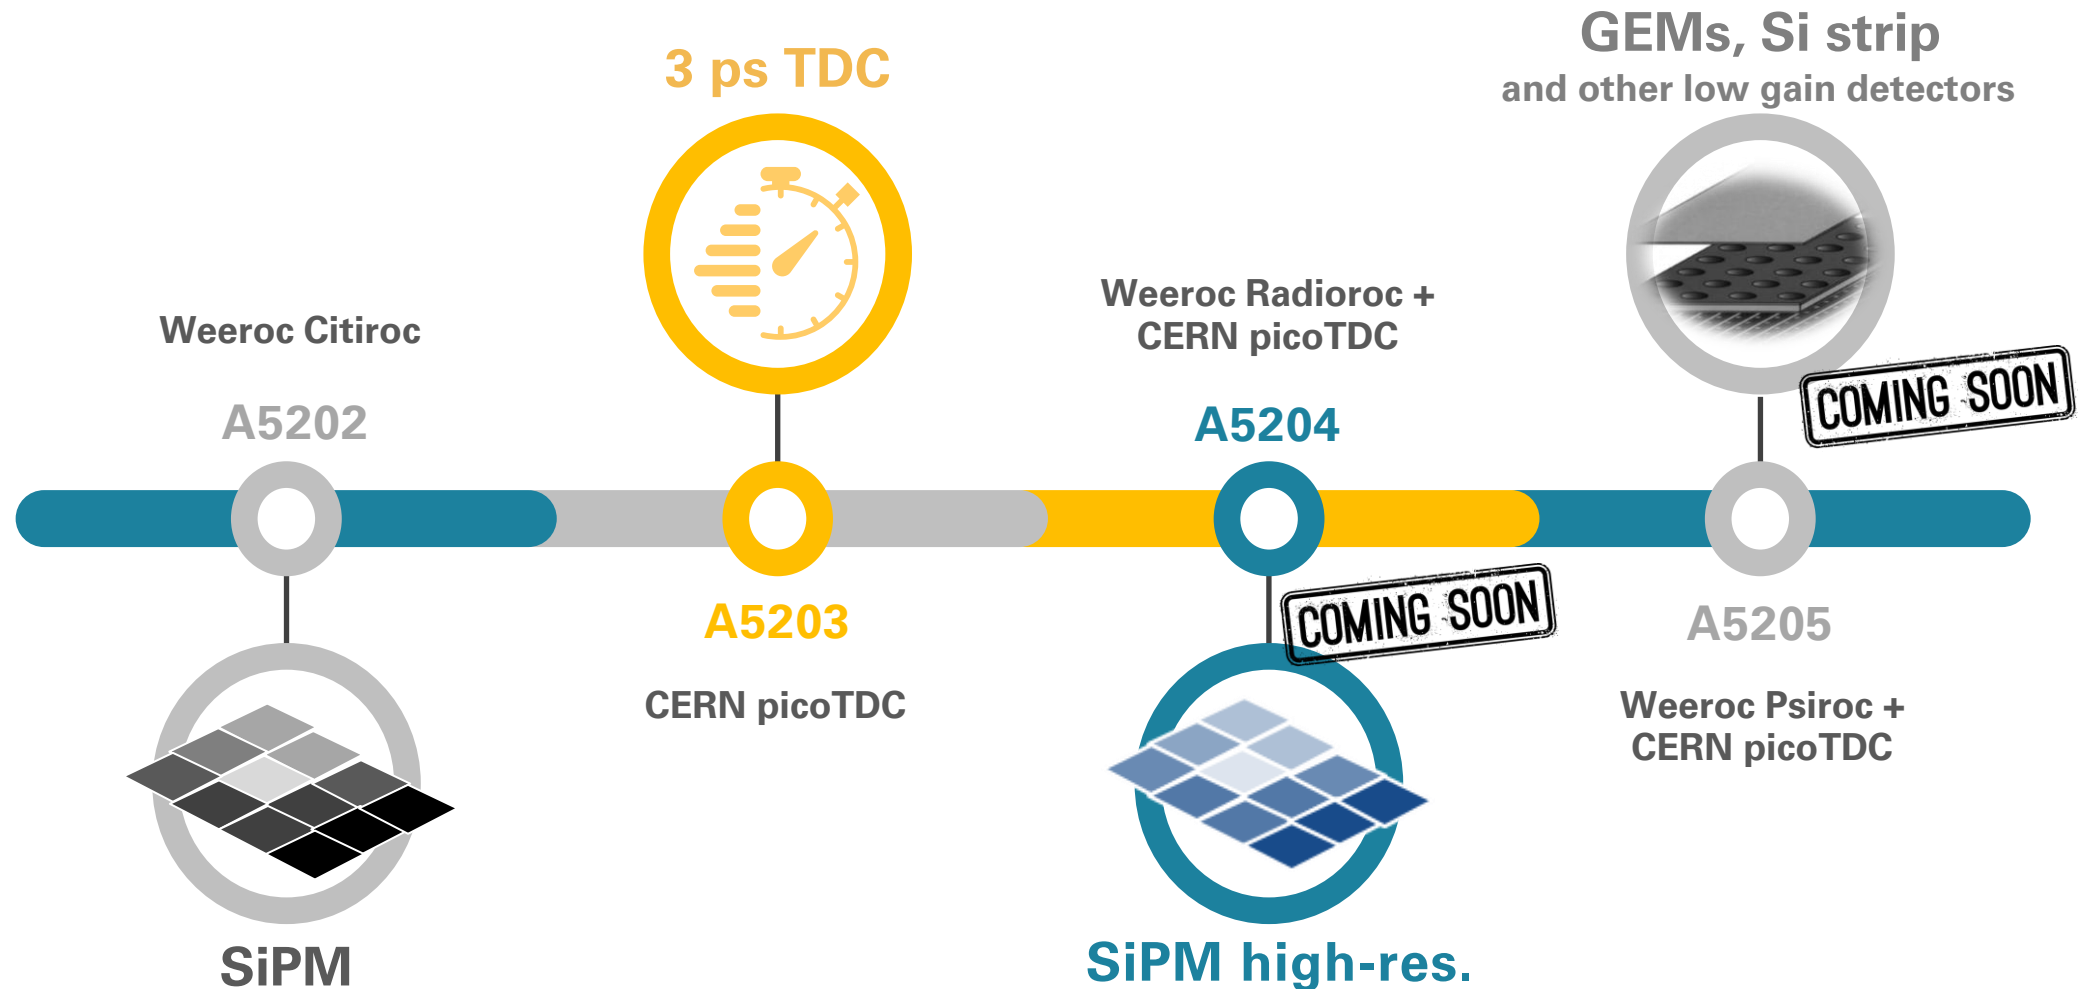 GEMs, Si strip
and other low gain detectors
3 ps TDC
Weeroc Citiroc
Weeroc Radioroc +
CERN picoTDC
A5202
A5204
COMING SOON
A5203
COMING SOON
A5205
CERN picoTDC
Weeroc Psiroc +
CERN picoTDC
SiPM
SiPM high-res.